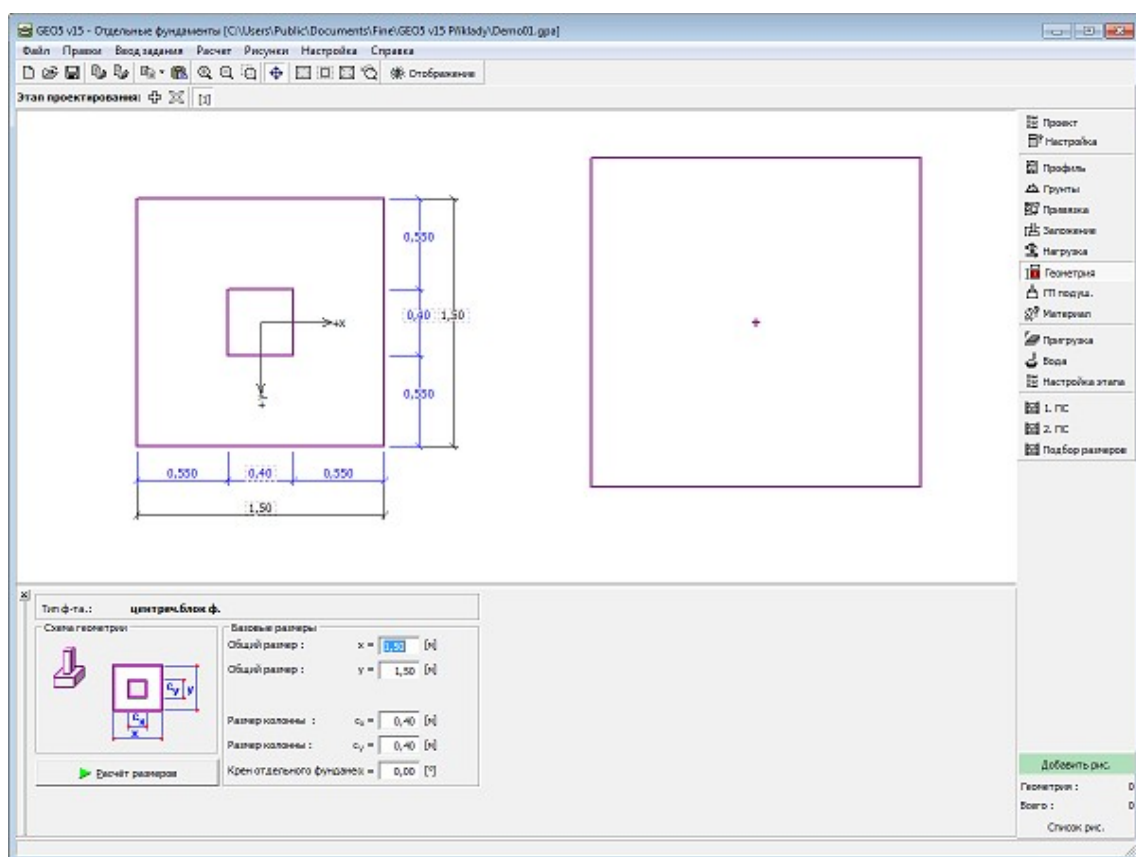 GEO5 v15 - Отдельные фундаменты [C:\Users\Public\Documents\Fine\GEO5 v15 Příklady\Demo01.gpa]
Файл Правки Ввод задания Расчет Рисунки Настройка Справка
Отображение
Этап проектирования: [1]
Проект
Настройка
Профиль
Грунты
Привязка
Заложение
Нагрузка
Геометрия
ГП подуш.
Материал
Пригрузка
Вода
Настройка этапа
1. ПС
2. ПС
Подбор размеров
0,550
0,40 1,50
+x
0,550
0,550 0,40 0,550
1,50
Тип ф-та.: центрич.блок ф.
Схема геометрии
cy y
cx
x
Расчёт размеров
Базовые размеры
Общий размер : x = 1,50 [м]
Общий размер : y = 1,50 [м]
Размер колонны : cx = 0,40 [м]
Размер колонны : cy = 0,40 [м]
Крен отдельного = 0,00 [°]
Добавить рис.
Геометрия : 0
Всего : 0
Список рис.